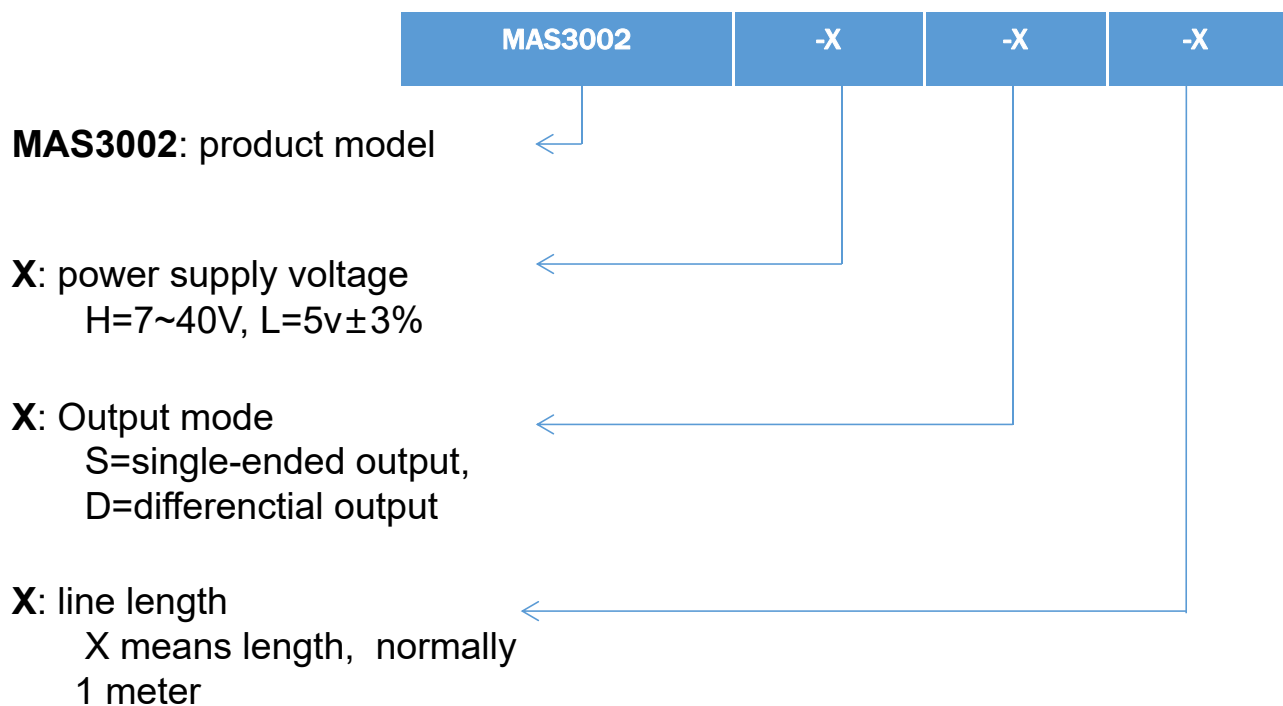 MAS3002 -X -X -X
MAS3002: product model
X: power supply voltage
H=7~40V, L=5v±3%
X: Output mode
S=single-ended output,
D=differenctial output
X: line length
X means length, normally
1 meter